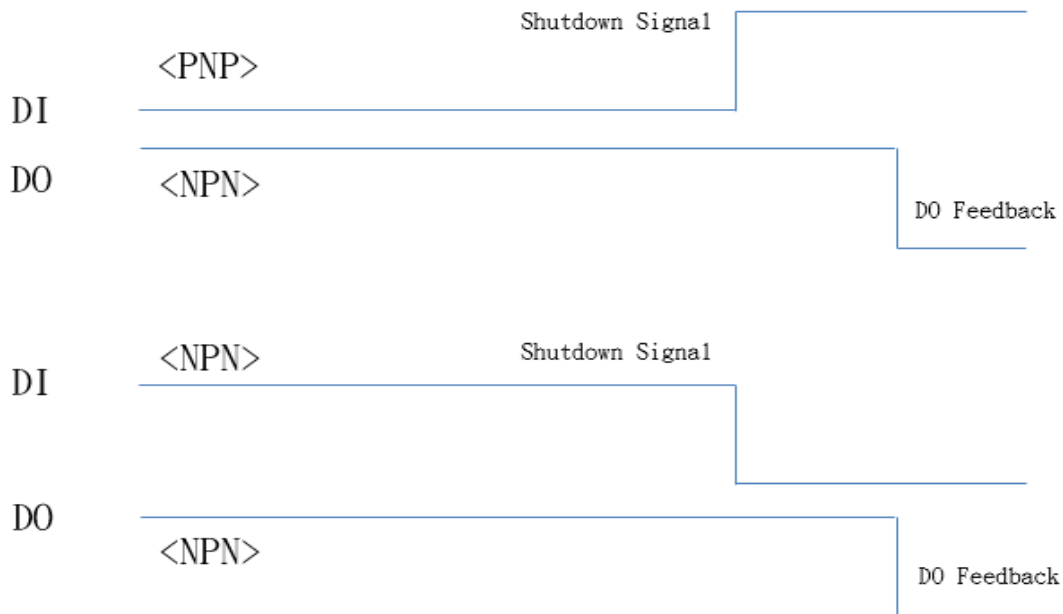 Shutdown Signal
<PNP>
DI
DO
<NPN>
DO Feedback
<NPN>
Shutdown Signal
DI
DO
<NPN>
DO Feedback